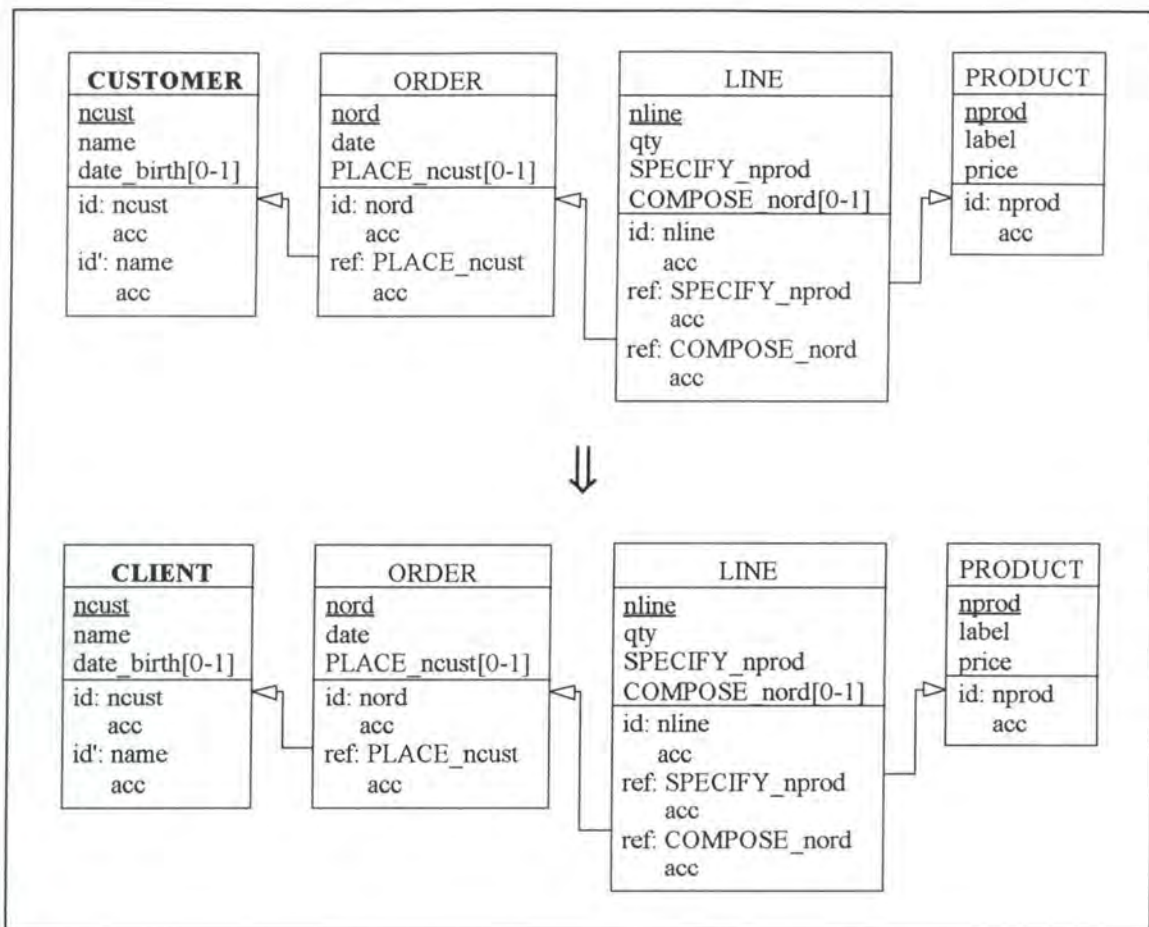 CUSTOMER
ncust
name
date_birth[0-1]
id: ncust
acc
id': name
acc
ORDER
nord
date
PLACE_ncust[0-1]
id: nord
acc
ref: PLACE_ncust
acc
LINE
nline
qty
SPECIFY_nprod
COMPOSE_nord[0-1]
id: nline
acc
ref: SPECIFY_nprod
acc
ref: COMPOSE_nord
acc
PRODUCT
nprod
label
price
id: nprod
acc
⇓
CLIENT
ncust
name
date_birth[0-1]
id: ncust
acc
id': name
acc
ORDER
nord
date
PLACE_ncust[0-1]
id: nord
acc
ref: PLACE_ncust
acc
LINE
nline
qty
SPECIFY_nprod
COMPOSE_nord[0-1]
id: nline
acc
ref: SPECIFY_nprod
acc
ref: COMPOSE_nord
acc
PRODUCT
nprod
label
price
id: nprod
acc